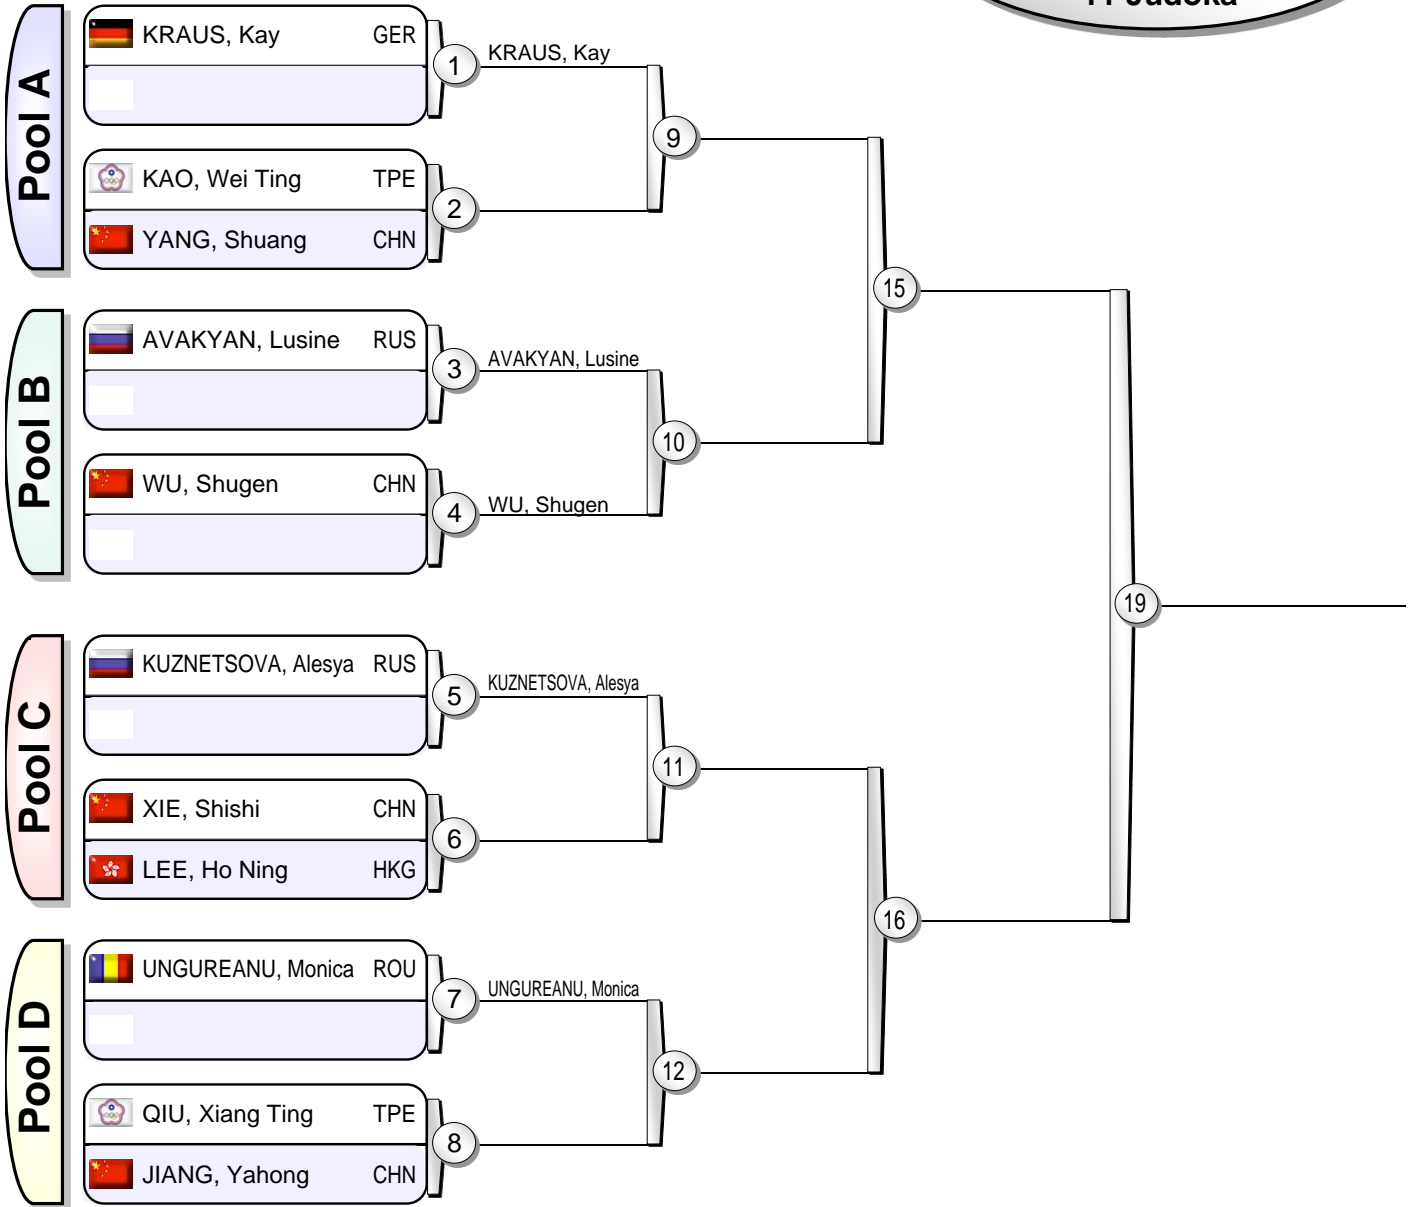 11 Judoka
Pool A
KRAUS, Kay GER
1
KRAUS, Kay
9
KAO, Wei Ting TPE
2
YANG, Shuang CHN
15
Pool B
AVAKYAN, Lusine RUS
3
AVAKYAN, Lusine
10
WU, Shugen CHN
4
WU, Shugen
19
Pool C
KUZNETSOVA, Alesya RUS
5
KUZNETSOVA, Alesya
11
XIE, Shishi CHN
6
LEE, Ho Ning HKG
16
Pool D
UNGUREANU, Monica ROU
7
UNGUREANU, Monica
12
QIU, Xiang Ting TPE
8
JIANG, Yahong CHN